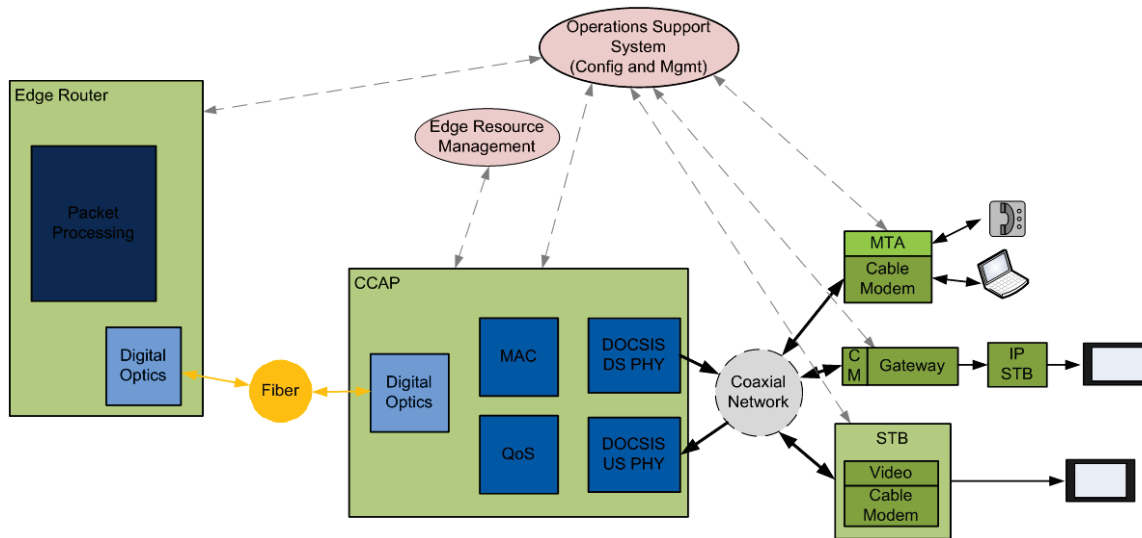 Operations Support
System
(Config and Mgmt)
Edge Router
Edge Resource
Management
Packet
Processing
MTA
Cable
Modem
CCAP
MAC
DOCSIS
DS PHY
Digital
Optics
Fiber
Digital
Optics
Coaxial
Network
C
M
Gateway
IP
STB
QoS
DOCSIS
US PHY
STB
Video
Cable
Modem